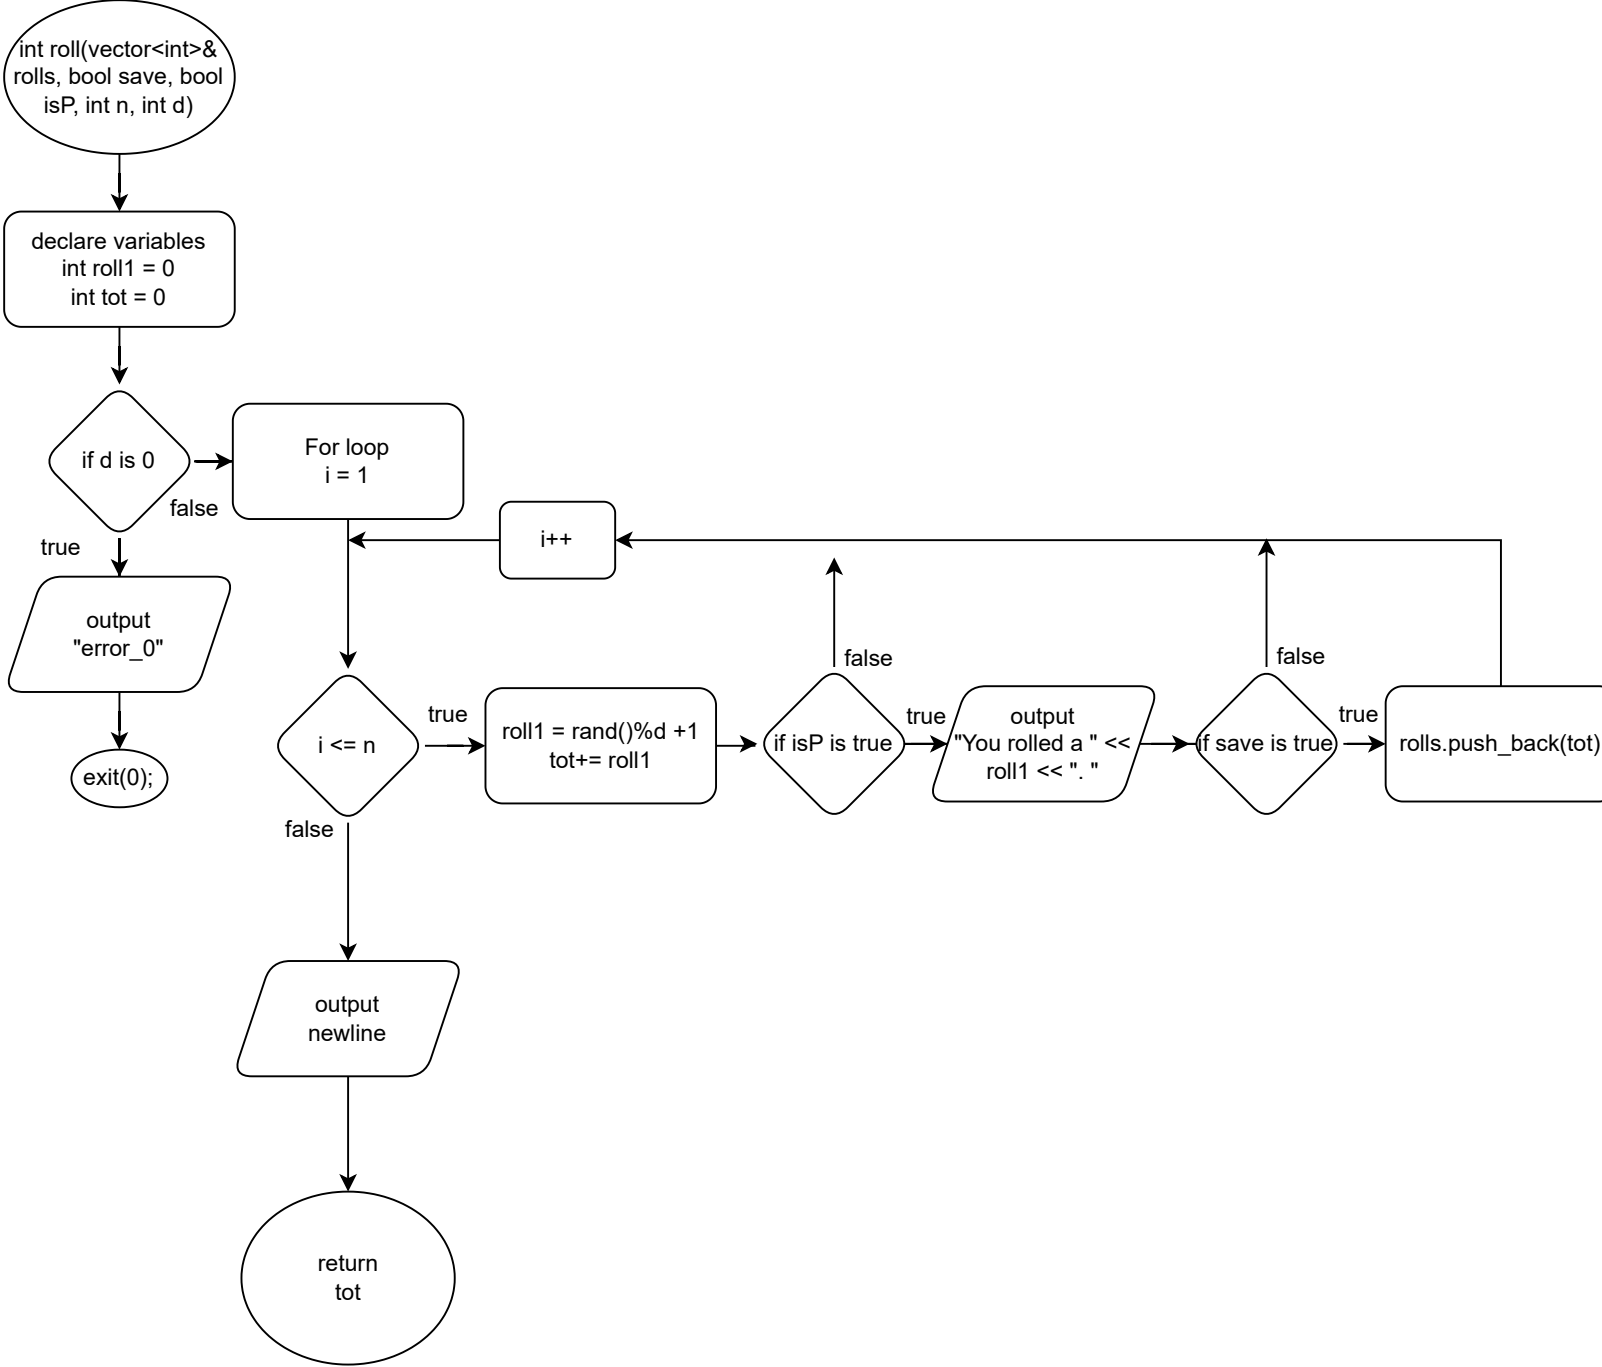 int roll(vector<int>&
rolls, bool save, bool
isP, int n, int d)
declare variables
int roll1 = 0
int tot = 0
if d is 0
false
true
output
"error_0"
exit(0);
For loop
i = 1
i++
i <= n
true
false
roll1 = rand()%d +1
tot+= roll1
if isP is true
false
true
output
"You rolled a " <<
roll1 << ". "
if save is true
false
true
rolls.push_back(tot)
output
newline
return
tot